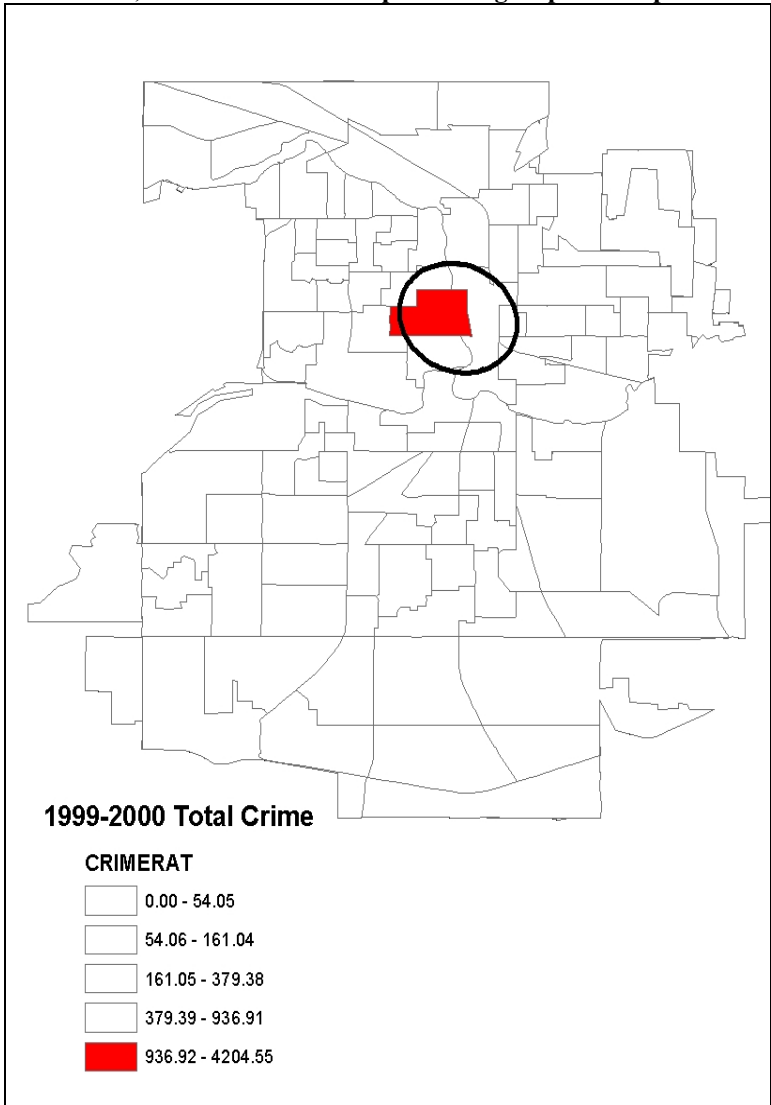 1999-2000 Total Crime
CRIMERAT
0.00 - 54.05
54.06 - 161.04
161.05 - 379.38
379.39 - 936.91
936.92 - 4204.55